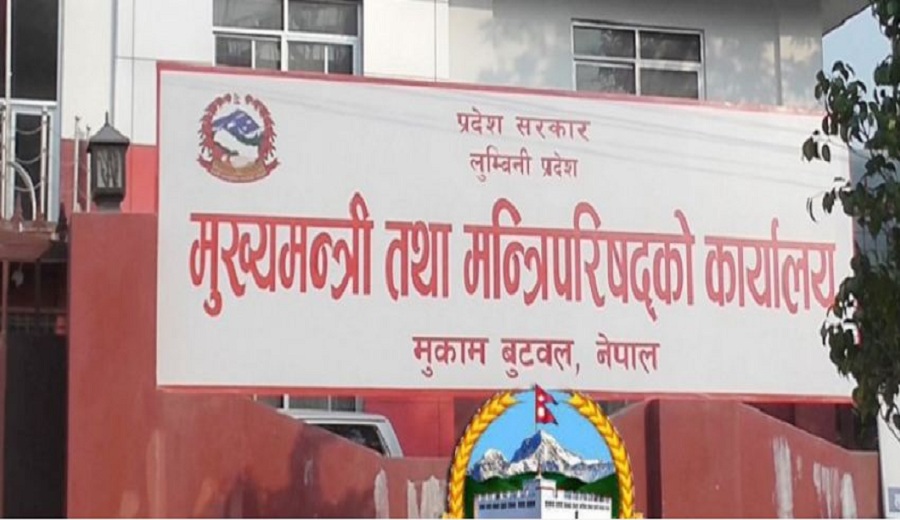 प्रदेश सरकार
लुम्बिनी प्रदेश
मुख्यमन्त्री तथा मन्त्रिपरिषद्को कार्यालय
मुकाम बुटवल, नेपाल